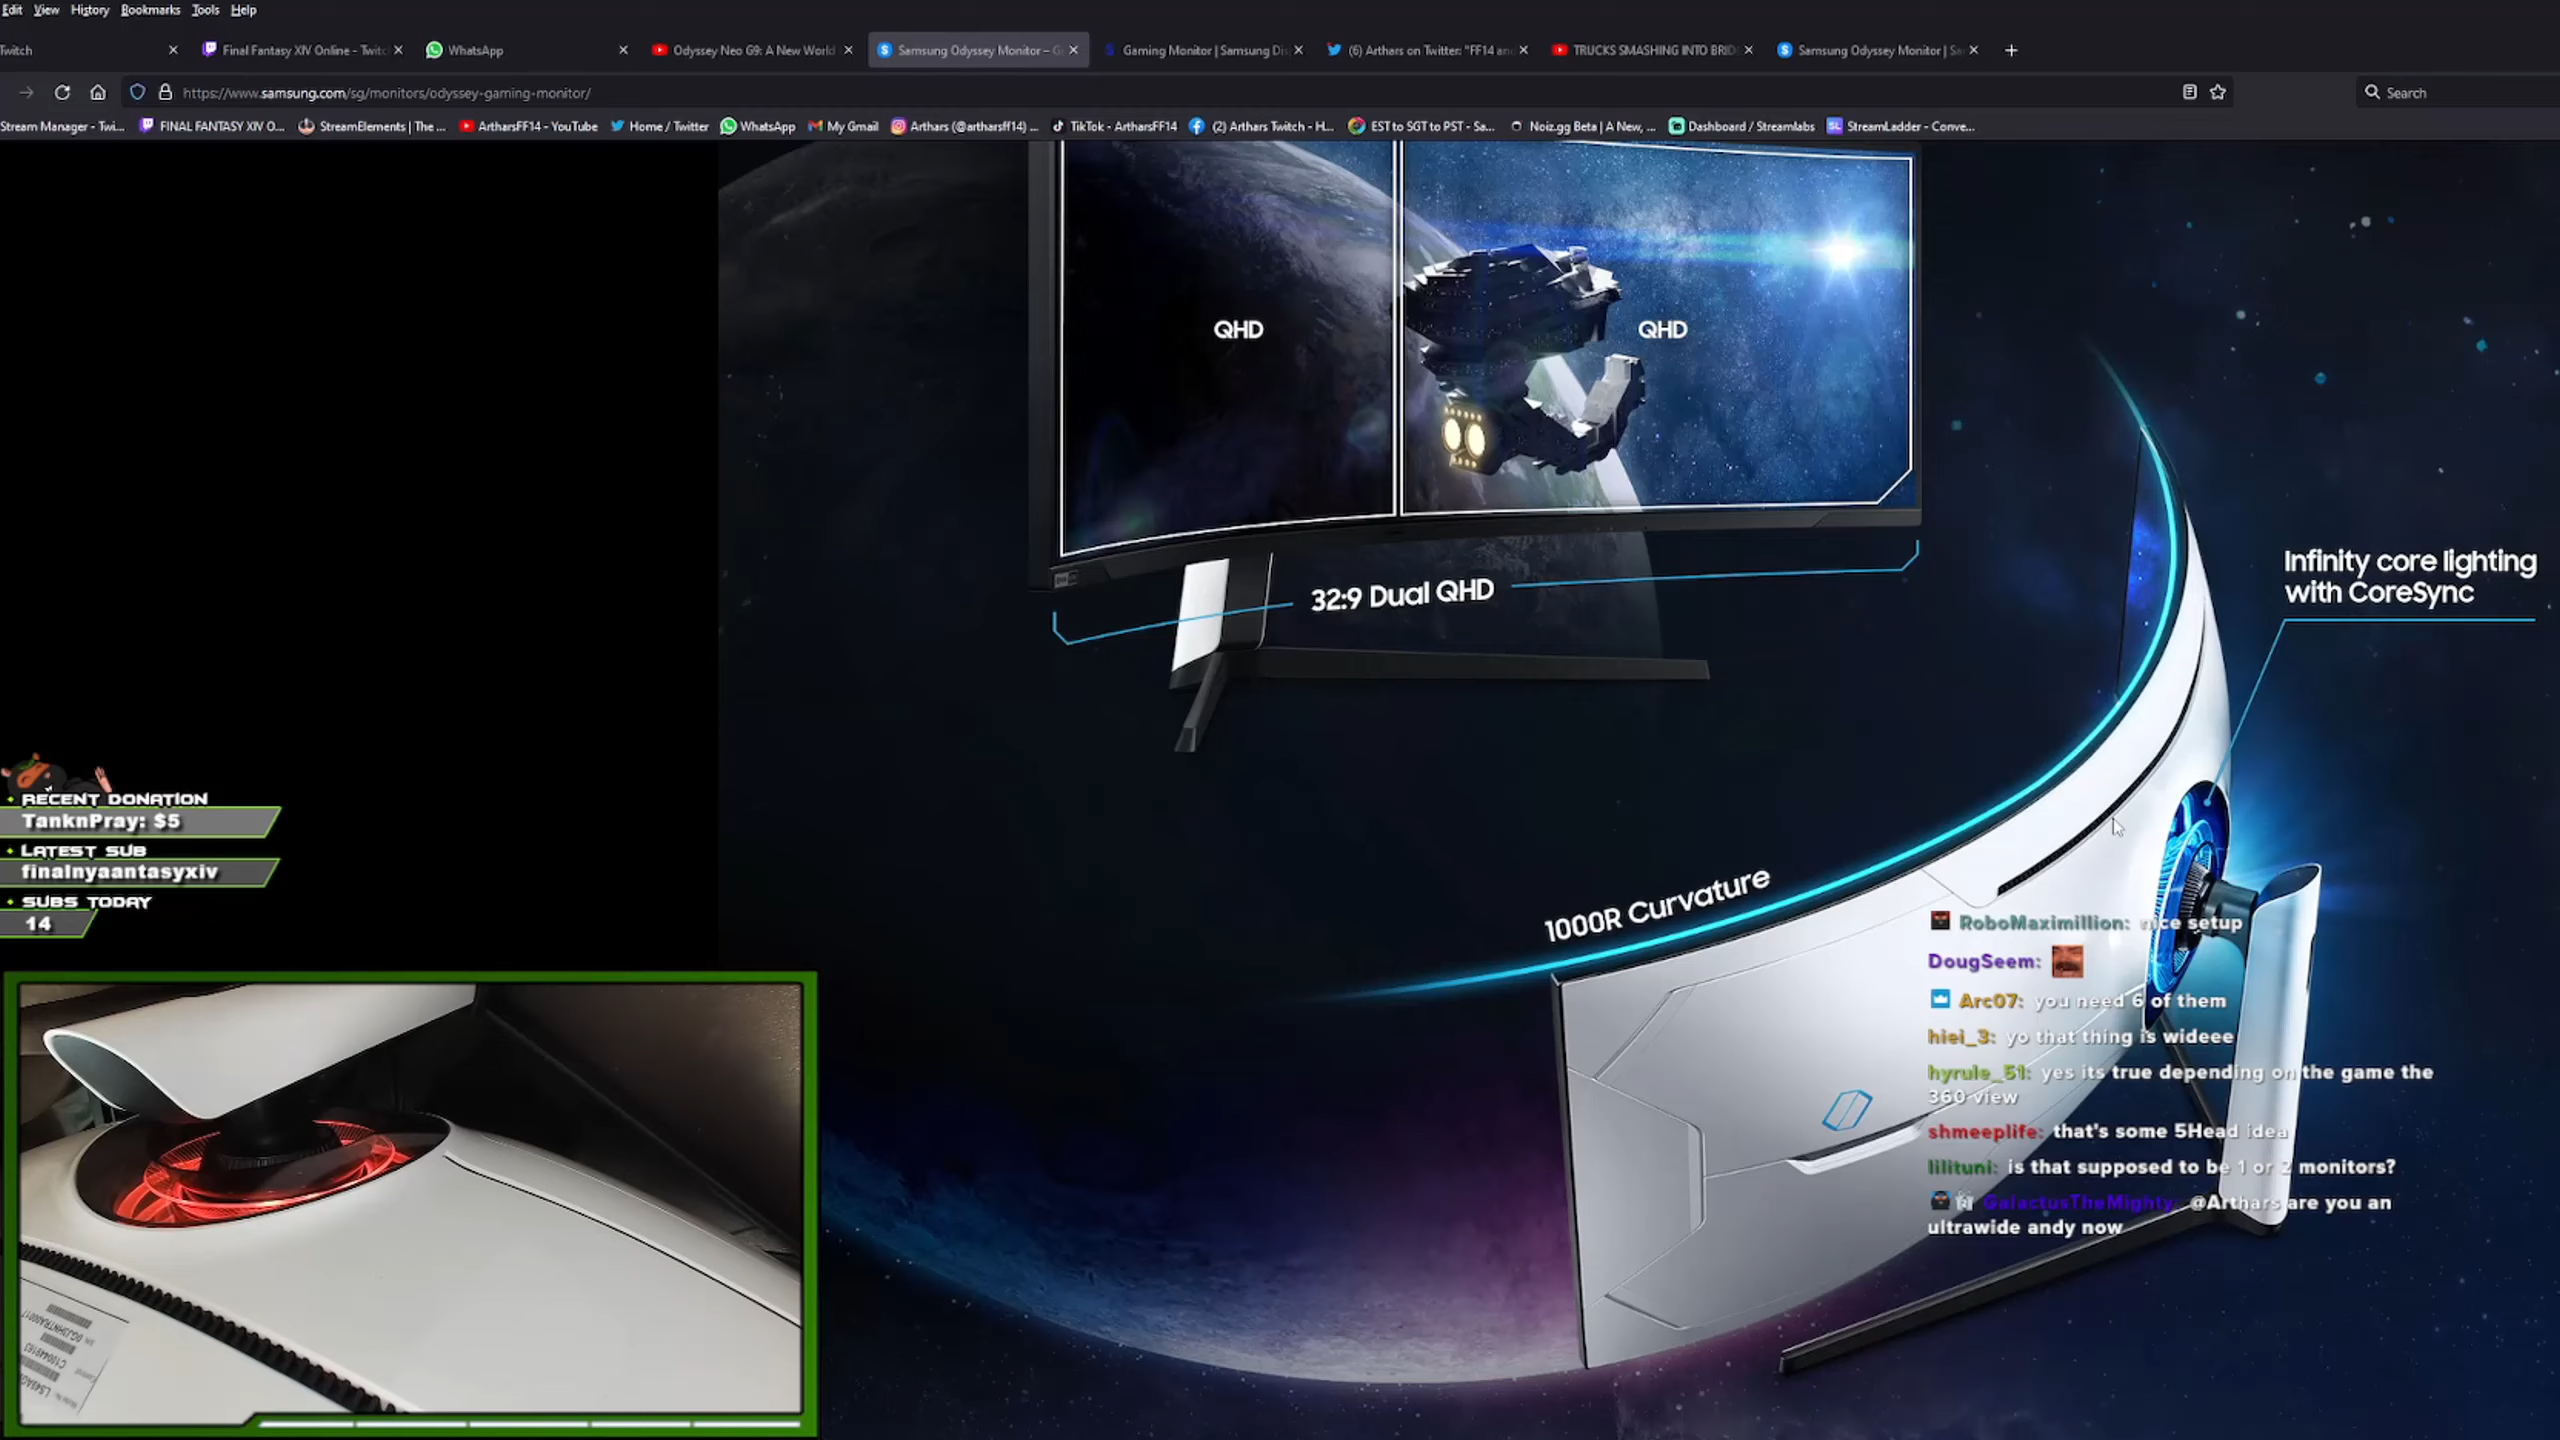 Edit View History Bookmarks Tools Help
Twitch
Final Fantasy XIV Online - Twitc
WhatsApp
Odyssey Neo G9: A New World
Samsung Odyssey Monitor – G
Gaming Monitor | Samsung Dis
(6) Arthars on Twitter: "FF14 an
TRUCKS SMASHING INTO BRID
Samsung Odyssey Monitor | Sa
https://www.samsung.com/sg/monitors/odyssey-gaming-monitor/
Search
Stream Manager - Twi...
FINAL FANTASY XIV O...
StreamElements | The ...
ArtharsFF14 - YouTube
Home / Twitter
WhatsApp
My Gmail
Arthars (@artharsff14) ...
TikTok - ArtharsFF14
(2) Arthars Twitch - H...
EST to SGT to PST - Sa...
Noiz.gg Beta | A New, ...
Dashboard / Streamlabs
SL StreamLadder - Conve...
QHD
QHD
32:9 Dual QHD
Infinity core lighting
with CoreSync
1000R Curvature
RECENT DONATION
TanknPray: $5
LATEST SUB
finalnyaantasyxiv
SUBS TODAY
14
RoboMaximillion: nice setup
DougSeem:
Arc07: you need 6 of them
hiei_3: yo that thing is wideee
hyrule_51: yes its true depending on the game the
360 view
shmeeplife: that's some 5Head idea
lilituni: is that supposed to be 1 or 2 monitors?
GalactusTheMighty: @Arthars are you an
ultrawide andy now